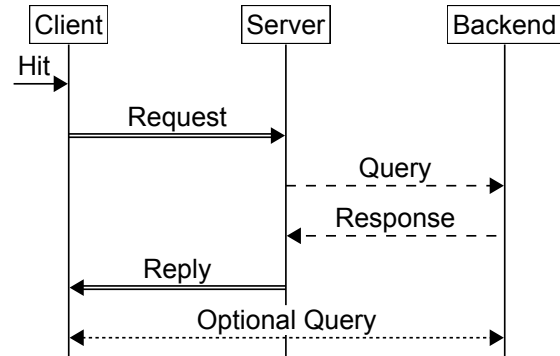 Client Server Backend
Hit
Request
Query
Response
Reply
Optional Query